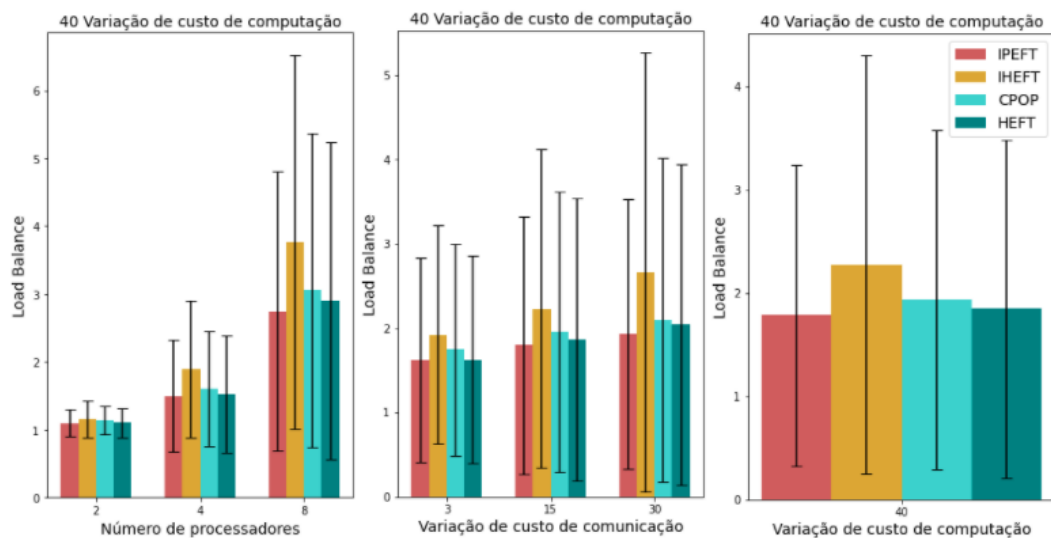 40 Variação de custo de computação
Load Balance
6
5
4
3
2
1
0
2
4
8
Número de processadores
40 Variação de custo de computação
Load Balance
5
4
3
2
1
0
3
15
30
Variação de custo de comunicação
40 Variação de custo de computação
IPEFT
IHEFT
CPOP
HEFT
Load Balance
4
3
2
1
0
40
Variação de custo de computação